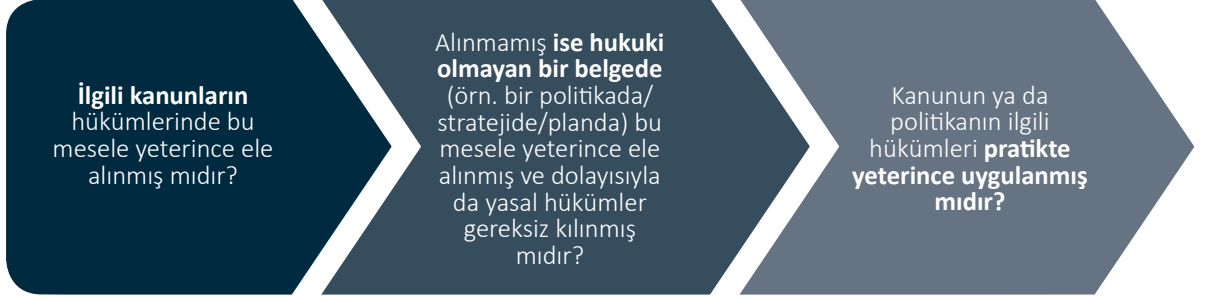 İlgili kanunların
hükümlerinde bu
mesele yeterince ele
alınmış mıdır?
Alınmamış ise hukuki
olmayan bir belgede
(örn. bir politikada/
stratejide/planda) bu
mesele yeterince ele
alınmış ve dolayısıyla
da yasal hükümler
gereksiz kılınmış
mıdır?
Kanunun ya da
politikanın ilgili
hükümleri pratikte
yeterince uygulanmış
mıdır?